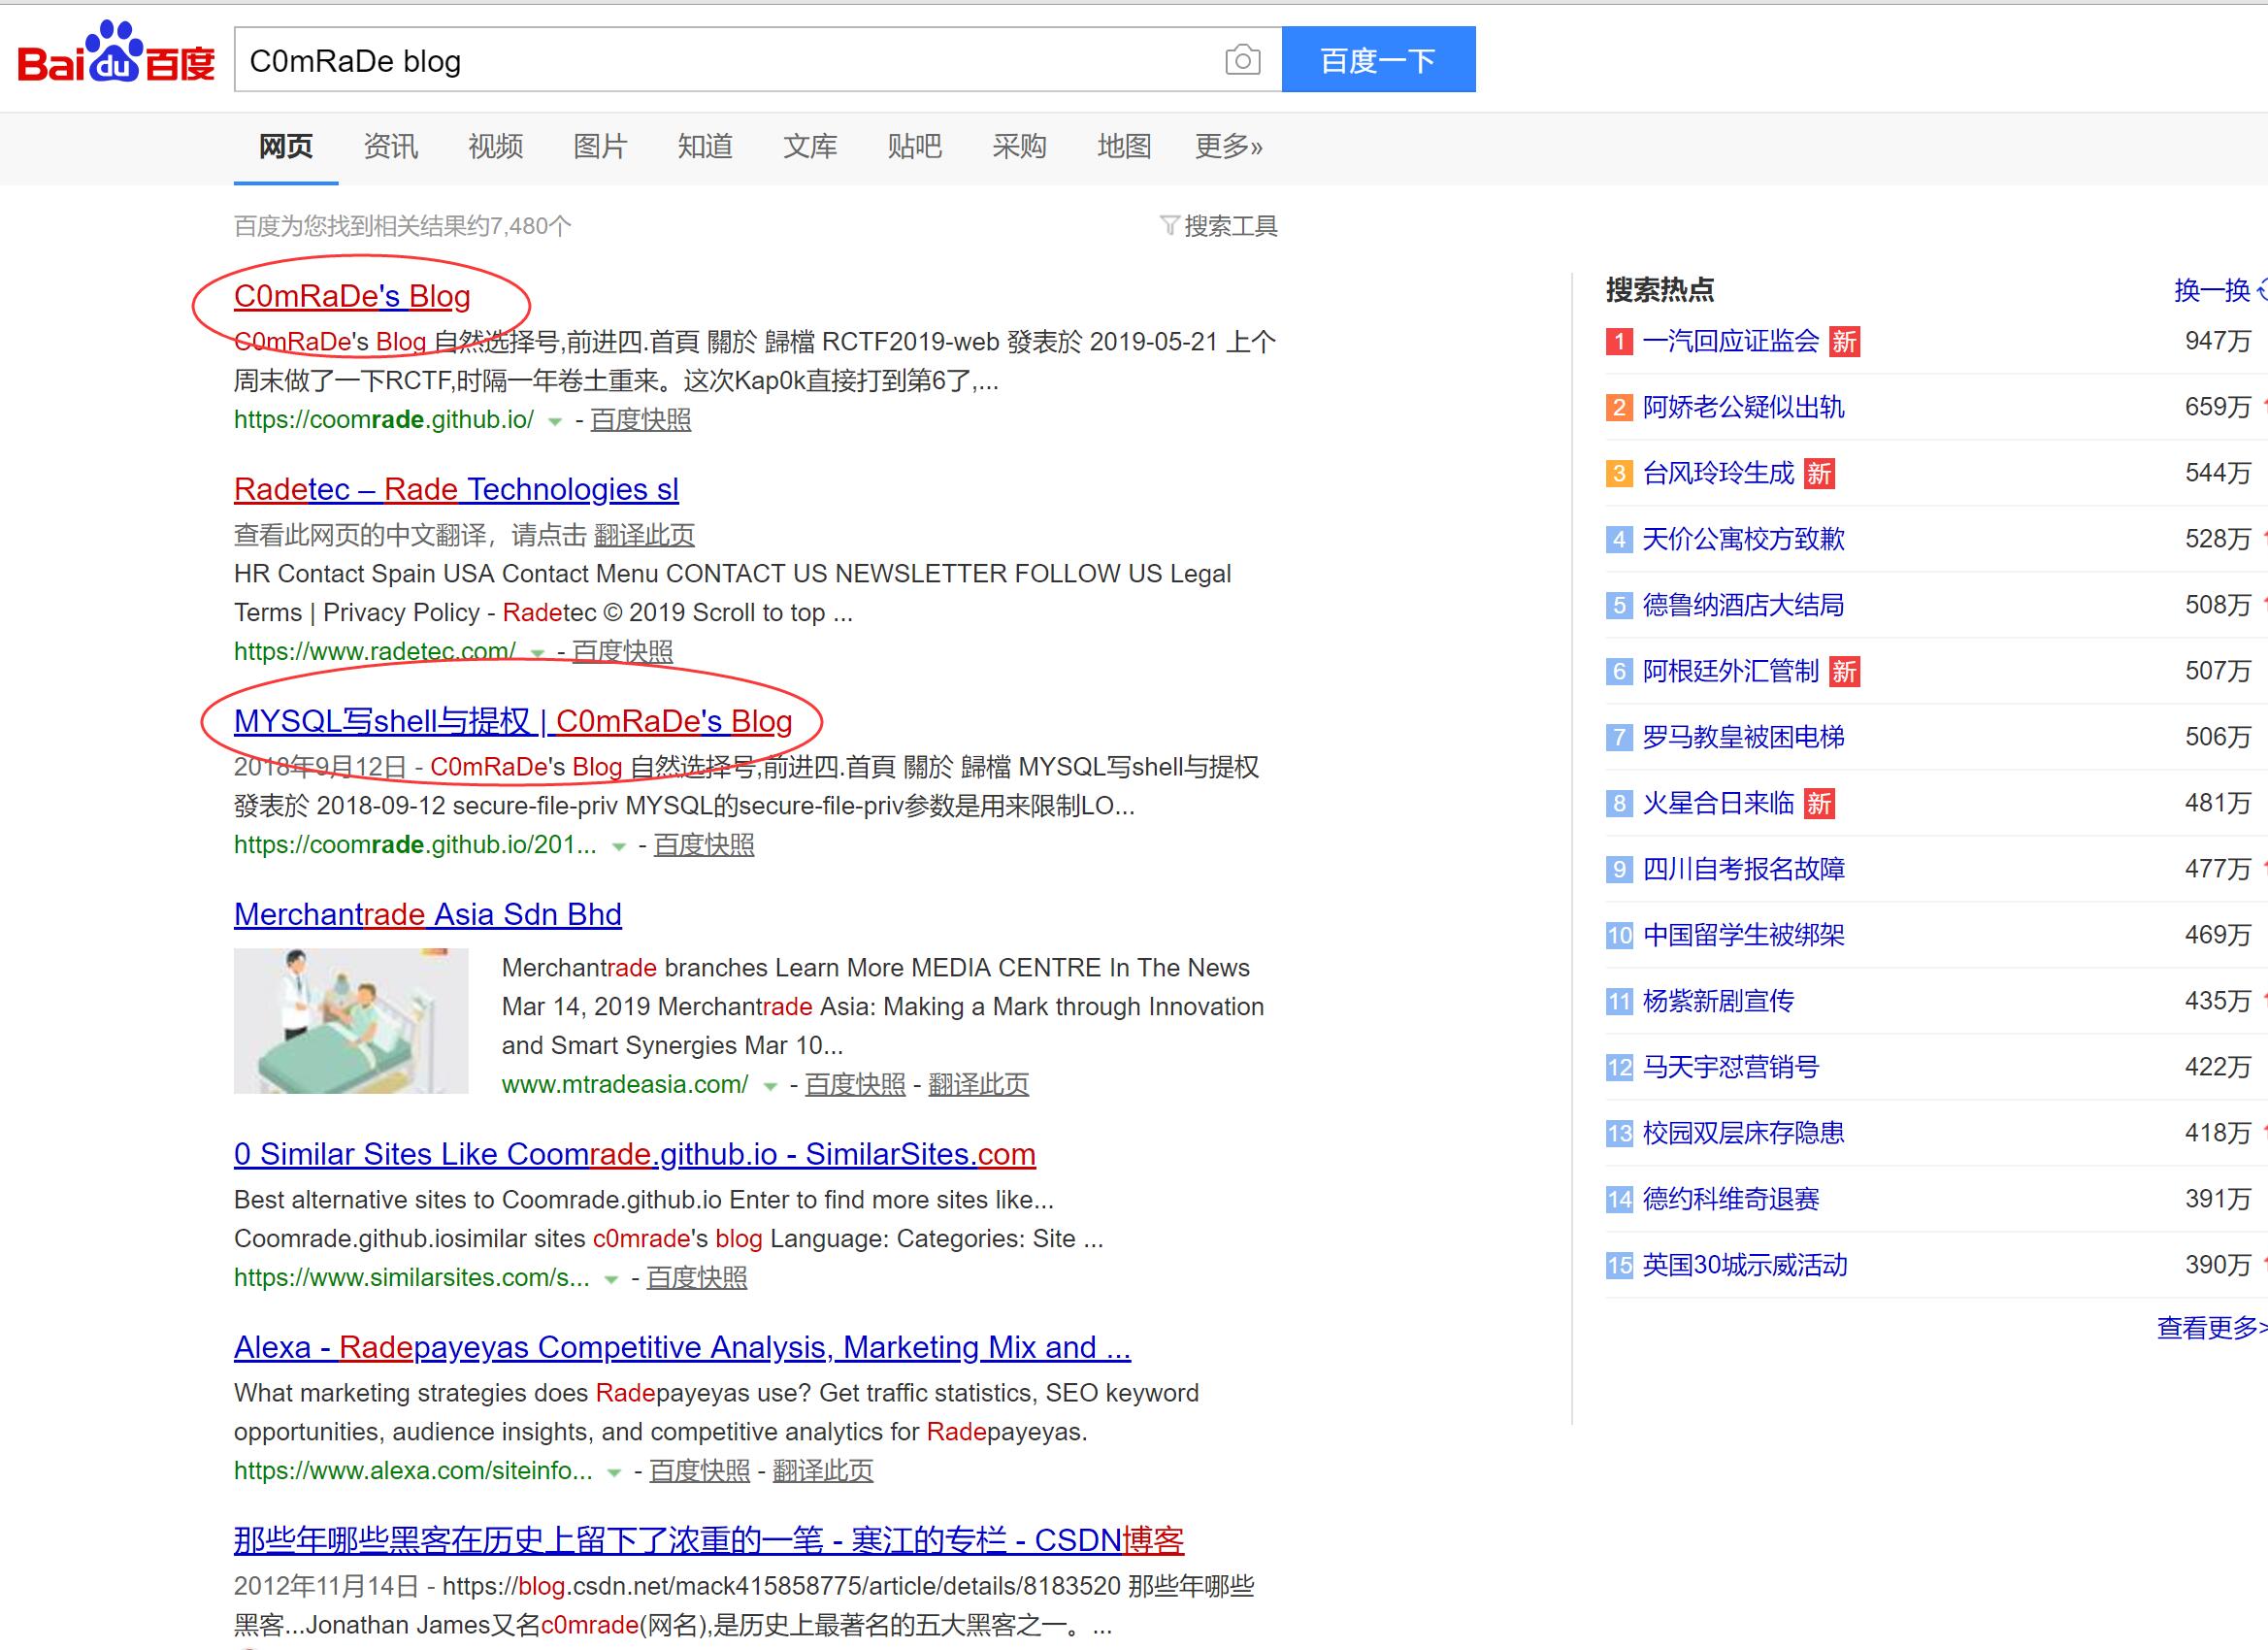 Bai du 百度
C0mRaDe blog
百度一下
网页 资讯 视频 图片 知道 文库 贴吧 采购 地图 更多»
百度为您找到相关结果约7,480个
搜索工具
C0mRaDe's Blog
C0mRaDe's Blog 自然选择号,前进四.首頁 關於 歸檔 RCTF2019-web 發表於 2019-05-21 上个
周末做了一下RCTF,时隔一年卷土重来。这次Kap0k直接打到第6了,...
https://coomrade.github.io/ - 百度快照
Radetec – Rade Technologies sl
查看此网页的中文翻译，请点击 翻译此页
HR Contact Spain USA Contact Menu CONTACT US NEWSLETTER FOLLOW US Legal
Terms | Privacy Policy - Radetec © 2019 Scroll to top ...
https://www.radetec.com/ - 百度快照
MYSQL写shell与提权 | C0mRaDe's Blog
2018年9月12日 - C0mRaDe's Blog 自然选择号,前进四.首頁 關於 歸檔 MYSQL写shell与提权
發表於 2018-09-12 secure-file-priv MYSQL的secure-file-priv参数是用来限制LO...
https://coomrade.github.io/201... - 百度快照
Merchantrade Asia Sdn Bhd
Merchantrade branches Learn More MEDIA CENTRE In The News
Mar 14, 2019 Merchantrade Asia: Making a Mark through Innovation
and Smart Synergies Mar 10...
www.mtradeasia.com/ - 百度快照 - 翻译此页
0 Similar Sites Like Coomrade.github.io - SimilarSites.com
Best alternative sites to Coomrade.github.io Enter to find more sites like...
Coomrade.github.iosimilar sites c0mrade's blog Language: Categories: Site ...
https://www.similarsites.com/s... - 百度快照
Alexa - Radepayeyas Competitive Analysis, Marketing Mix and ...
What marketing strategies does Radepayeyas use? Get traffic statistics, SEO keyword
opportunities, audience insights, and competitive analytics for Radepayeyas.
https://www.alexa.com/siteinfo... - 百度快照 - 翻译此页
那些年哪些黑客在历史上留下了浓重的一笔 - 寒江的专栏 - CSDN博客
2012年11月14日 - https://blog.csdn.net/mack415858775/article/details/8183520 那些年哪些
黑客...Jonathan James又名c0mrade(网名),是历史上最著名的五大黑客之一。...
搜索热点 换一换
1 一汽回应证监会 新 947万
2 阿娇老公疑似出轨 659万
3 台风玲玲生成 新 544万
4 天价公寓校方致歉 528万
5 德鲁纳酒店大结局 508万
6 阿根廷外汇管制 新 507万
7 罗马教皇被困电梯 506万
8 火星合日来临 新 481万
9 四川自考报名故障 477万
10 中国留学生被绑架 469万
11 杨紫新剧宣传 435万
12 马天宇怼营销号 422万
13 校园双层床存隐患 418万
14 德约科维奇退赛 391万
15 英国30城示威活动 390万
查看更多>